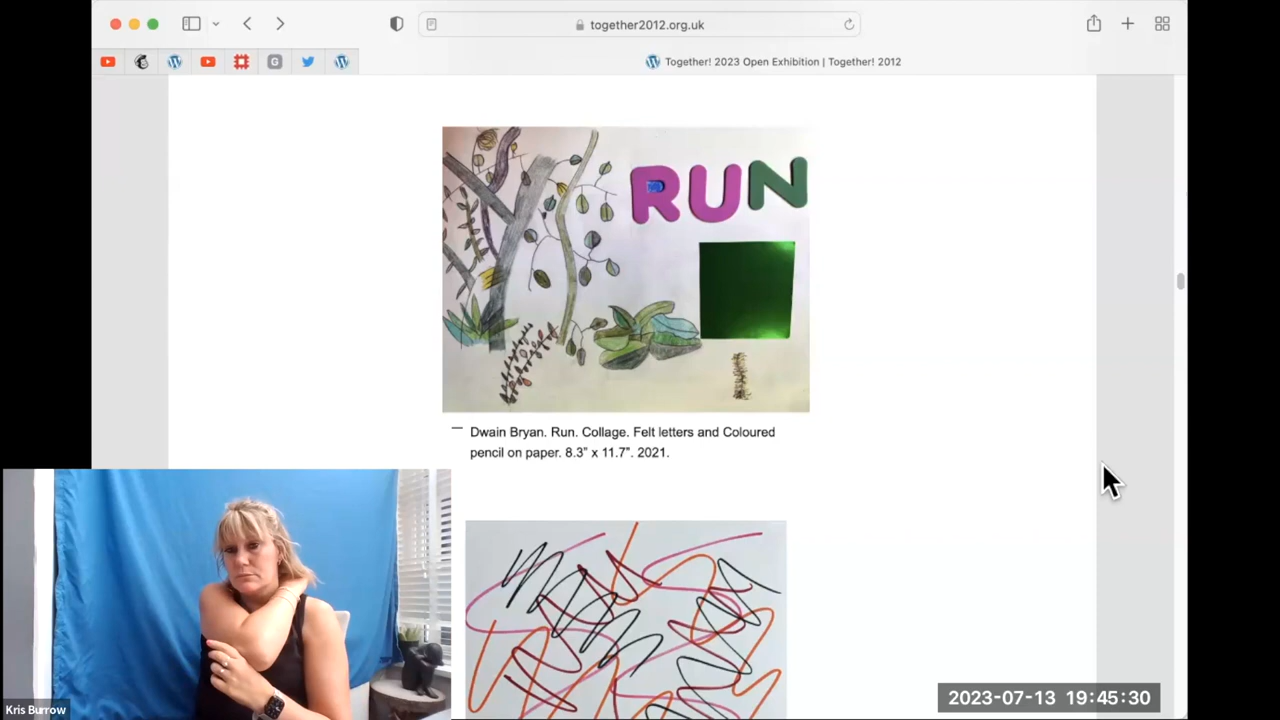 together2012.org.uk
G
Together! 2023 Open Exhibition | Together! 2012
RUN
Dwain Bryan. Run. Collage. Felt letters and Coloured
pencil on paper. 8.3” x 11.7”. 2021.
Kris Burrow
2023-07-13 19:45:30